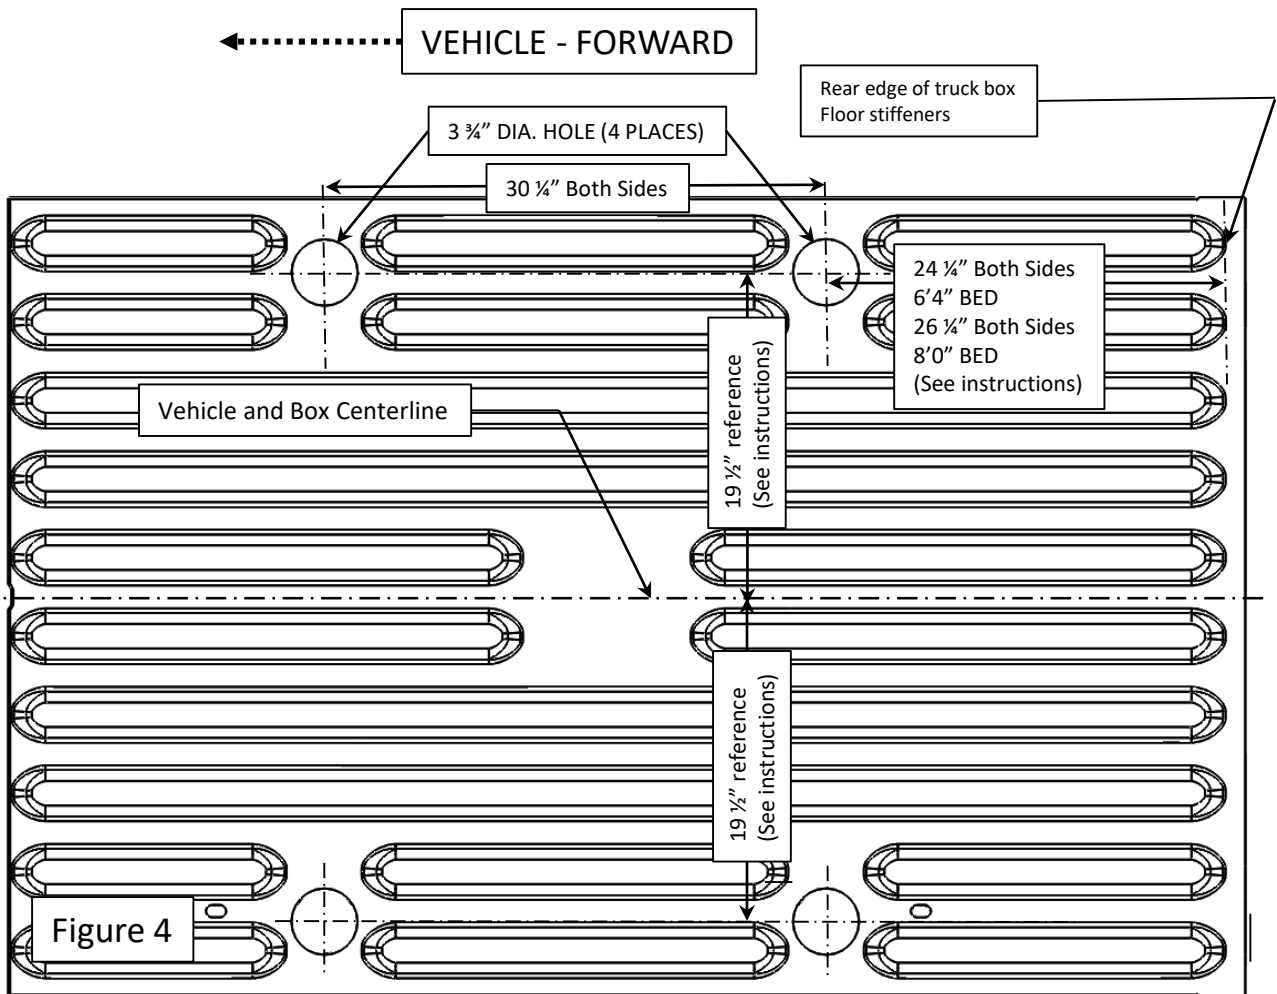 VEHICLE - FORWARD
Rear edge of truck box
Floor stiffeners
3 ¾” DIA. HOLE (4 PLACES)
30 ¼” Both Sides
24 ¼” Both Sides
6’4” BED
26 ¼” Both Sides
8’0” BED
(See instructions)
19 ½” reference
(See instructions)
Vehicle and Box Centerline
19 ½” reference
(See instructions)
Figure 4